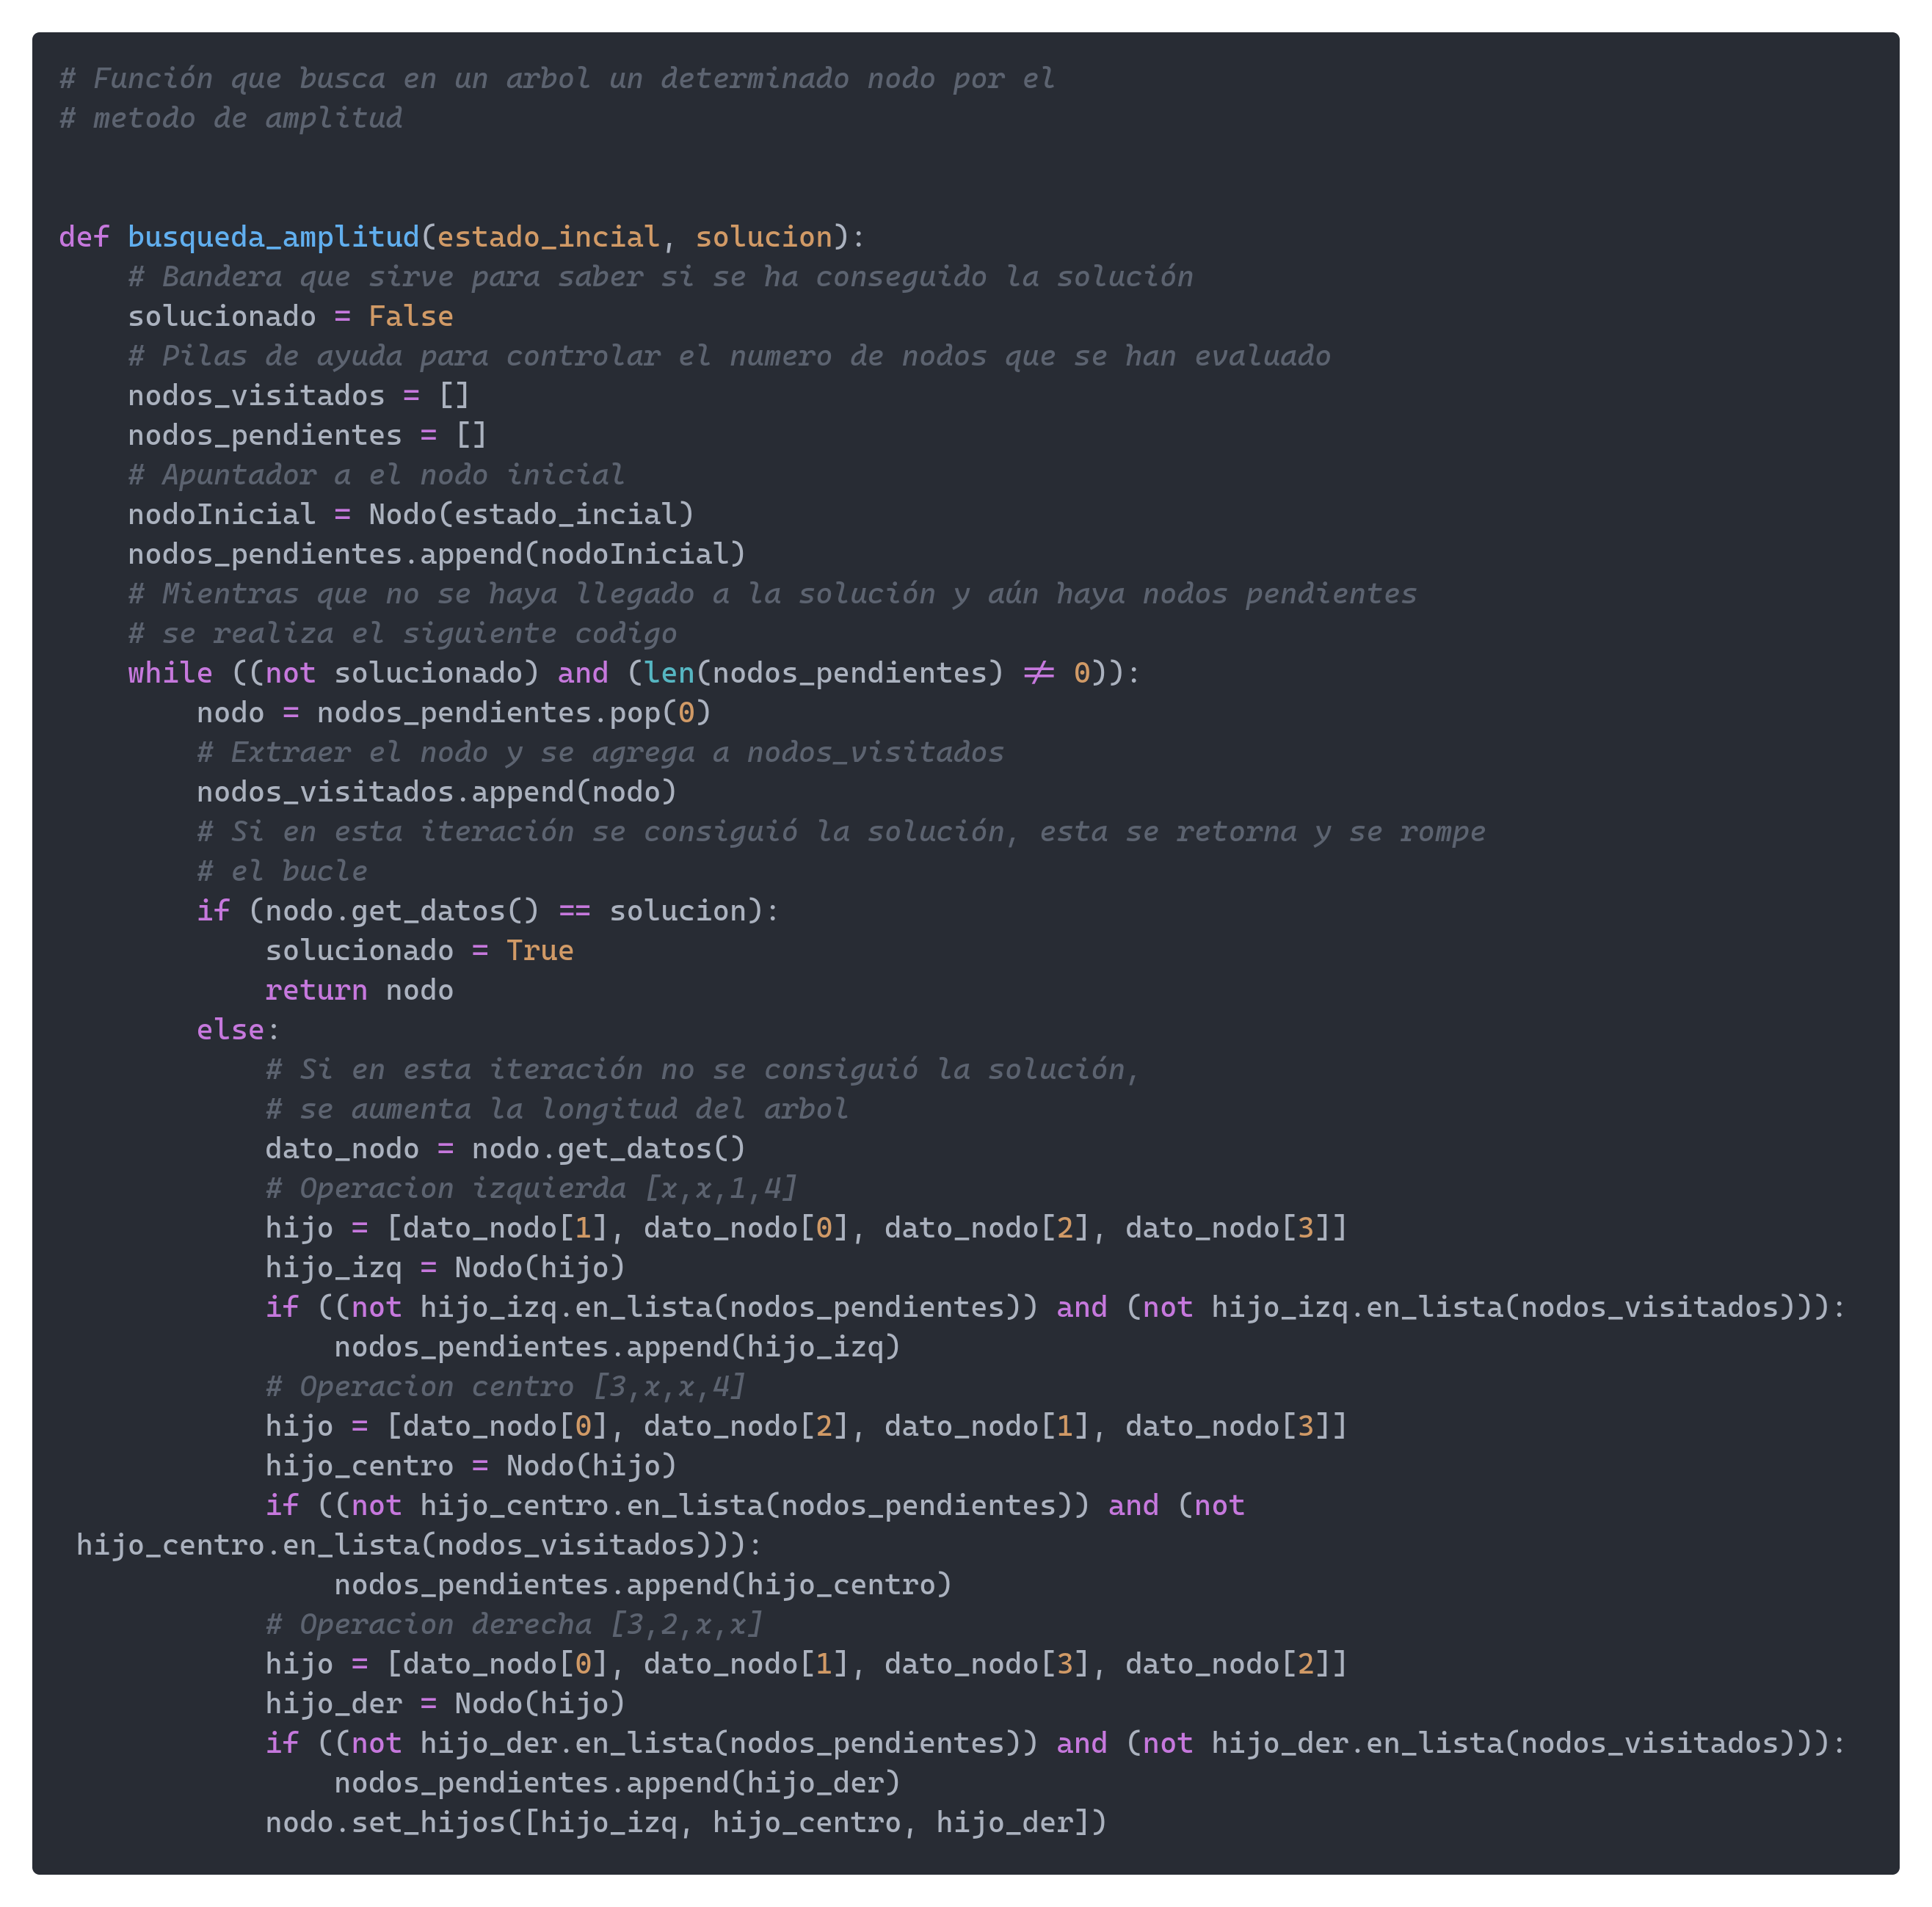 # Función que busca en un arbol un determinado nodo por el
# metodo de amplitud
def busqueda_amplitud(estado_incial, solucion):
    # Bandera que sirve para saber si se ha conseguido la solución
    solucionado = False
    # Pilas de ayuda para controlar el numero de nodos que se han evaluado
    nodos_visitados = []
    nodos_pendientes = []
    # Apuntador a el nodo inicial
    nodoInicial = Nodo(estado_incial)
    nodos_pendientes.append(nodoInicial)
    # Mientras que no se haya llegado a la solución y aún haya nodos pendientes
    # se realiza el siguiente codigo
    while ((not solucionado) and (len(nodos_pendientes) != 0)):
        nodo = nodos_pendientes.pop(0)
        # Extraer el nodo y se agrega a nodos_visitados
        nodos_visitados.append(nodo)
        # Si en esta iteración se consiguió la solución, esta se retorna y se rompe
        # el bucle
        if (nodo.get_datos() == solucion):
            solucionado = True
            return nodo
        else:
            # Si en esta iteración no se consiguió la solución,
            # se aumenta la longitud del arbol
            dato_nodo = nodo.get_datos()
            # Operacion izquierda [x,x,1,4]
            hijo = [dato_nodo[1], dato_nodo[0], dato_nodo[2], dato_nodo[3]]
            hijo_izq = Nodo(hijo)
            if ((not hijo_izq.en_lista(nodos_pendientes)) and (not hijo_izq.en_lista(nodos_visitados))):
                nodos_pendientes.append(hijo_izq)
            # Operacion centro [3,x,x,4]
            hijo = [dato_nodo[0], dato_nodo[2], dato_nodo[1], dato_nodo[3]]
            hijo_centro = Nodo(hijo)
            if ((not hijo_centro.en_lista(nodos_pendientes)) and (not
 hijo_centro.en_lista(nodos_visitados))):
                nodos_pendientes.append(hijo_centro)
            # Operacion derecha [3,2,x,x]
            hijo = [dato_nodo[0], dato_nodo[1], dato_nodo[3], dato_nodo[2]]
            hijo_der = Nodo(hijo)
            if ((not hijo_der.en_lista(nodos_pendientes)) and (not hijo_der.en_lista(nodos_visitados))):
                nodos_pendientes.append(hijo_der)
            nodo.set_hijos([hijo_izq, hijo_centro, hijo_der])